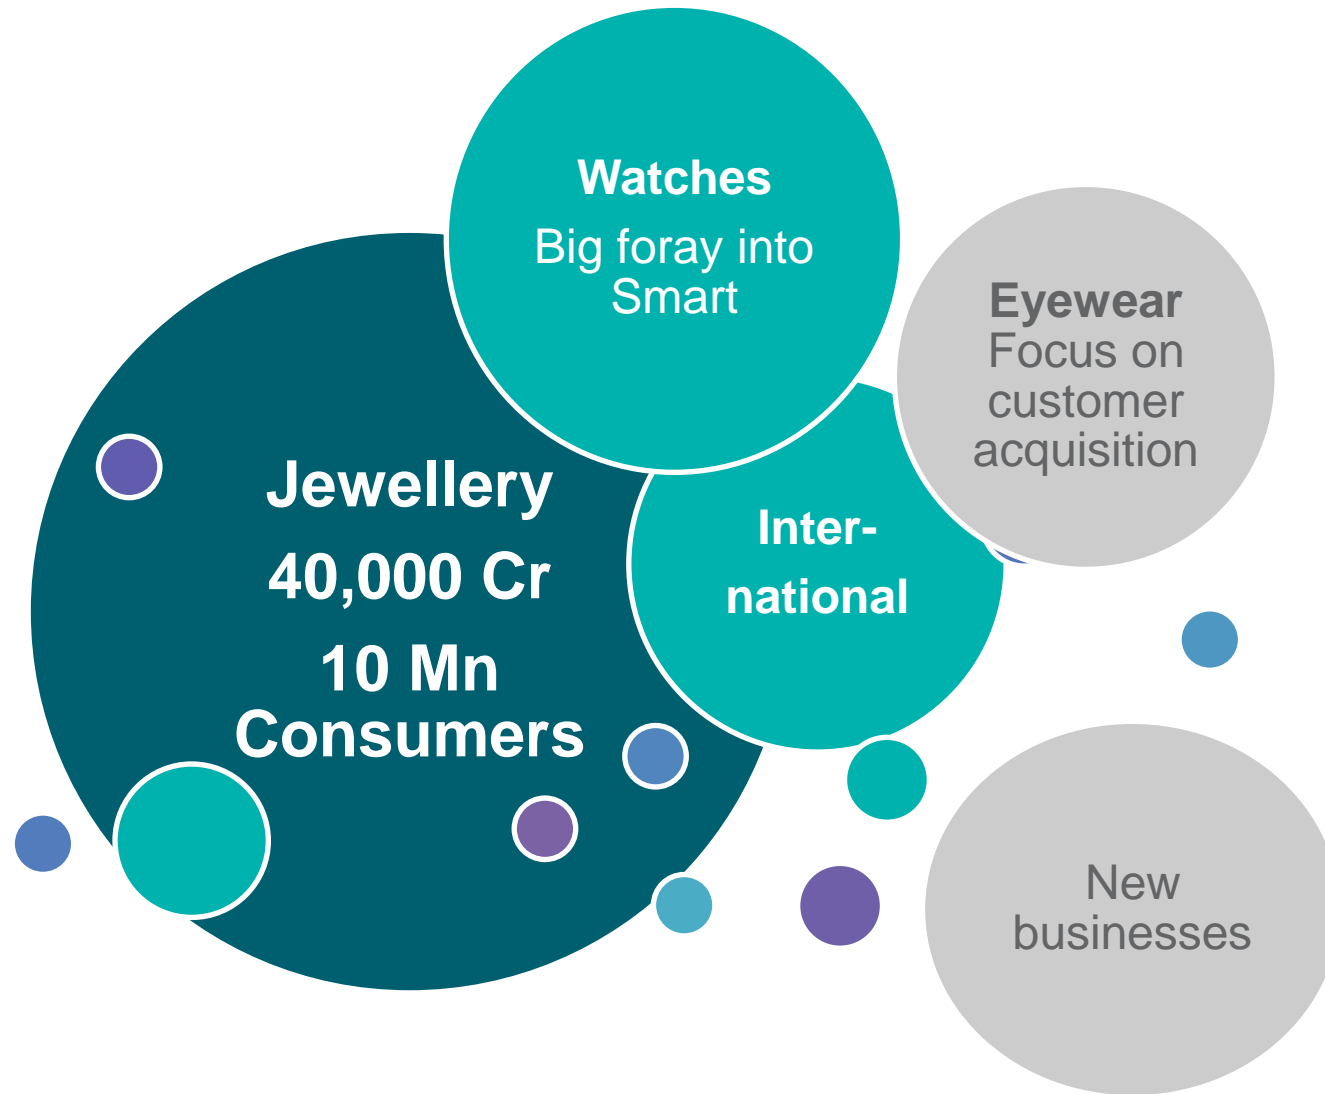 Watches
Big foray into
Smart
Eyewear
Focus on
customer
acquisition
Jewellery
40,000 Cr
10 Mn
Consumers
Inter-
national
New
businesses